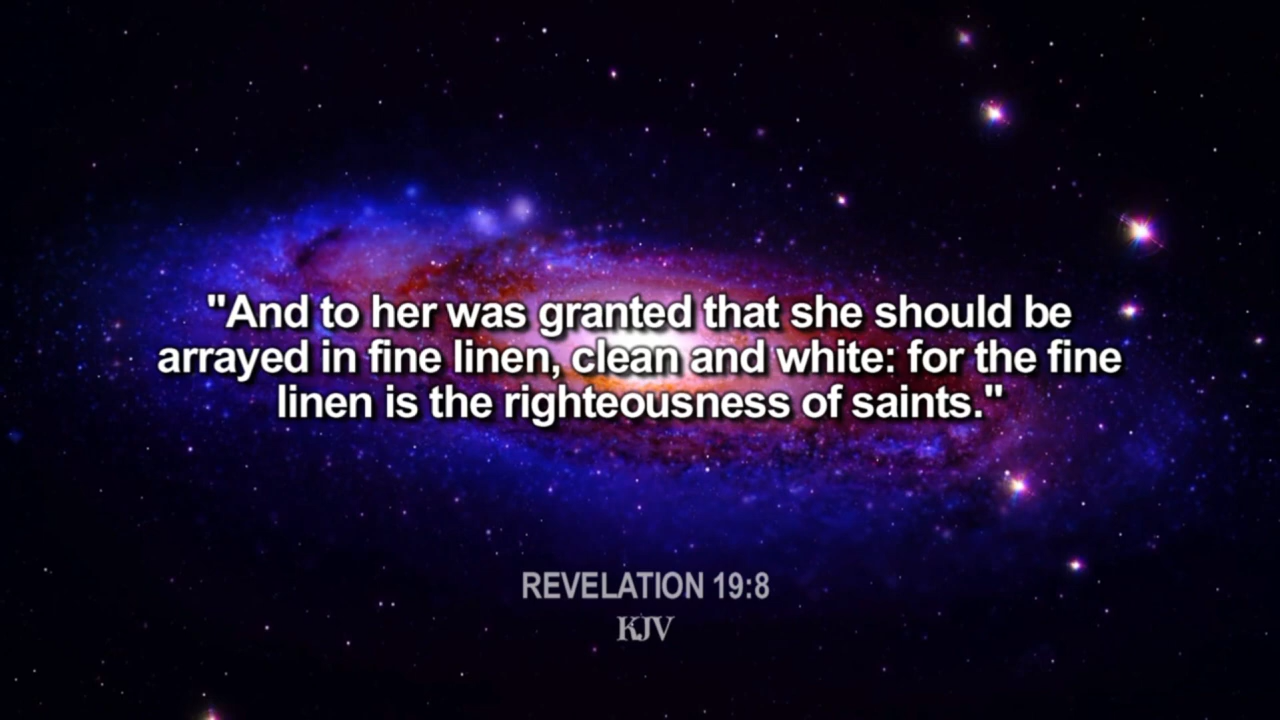 "And to her was granted that she should be
arrayed in fine linen, clean and white: for the fine
linen is the righteousness of saints."
REVELATION 19:8
KJV